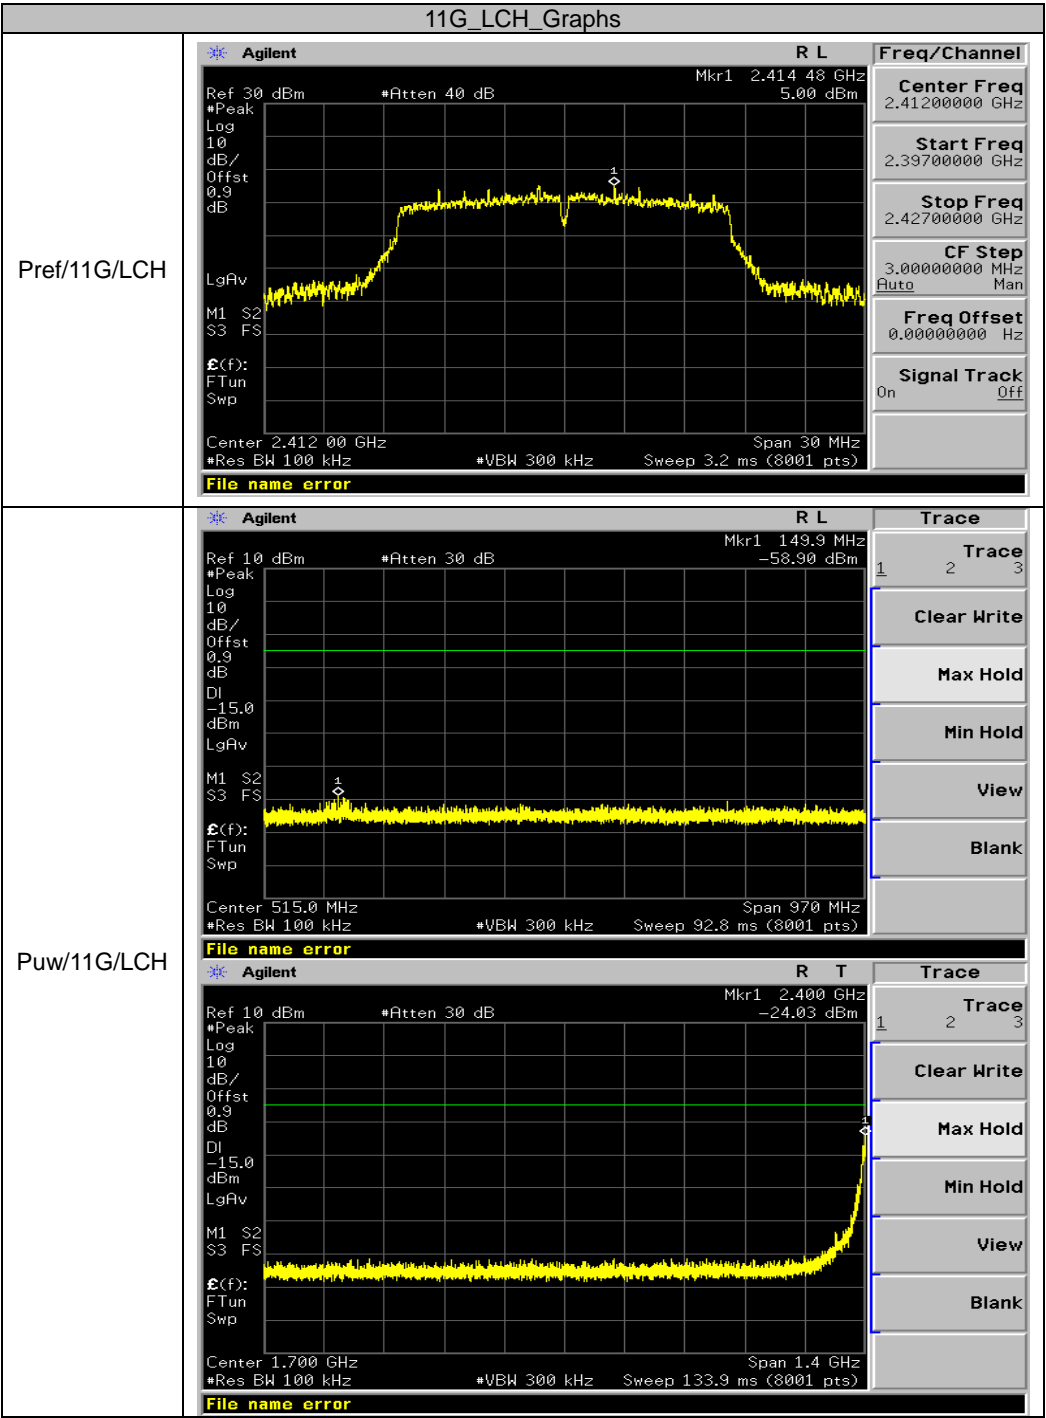 11G_LCH_Graphs
Pref/11G/LCH
Agilent R L Freq/Channel
Mkr1 2.414 48 GHz
Ref 30 dBm #Atten 40 dB 5.00 dBm
#Peak
Log
10
dB/
Offst
0.9
dB
LgAv
M1 S2
S3 FS
£(f):
FTun
Swp
1
Center 2.412 00 GHz Span 30 MHz
#Res BW 100 kHz #VBW 300 kHz Sweep 3.2 ms (8001 pts)
File name error
Center Freq
2.41200000 GHz
Start Freq
2.39700000 GHz
Stop Freq
2.42700000 GHz
CF Step
3.00000000 MHz
Auto Man
Freq Offset
0.00000000 Hz
Signal Track
On Off
Puw/11G/LCH
Agilent R L Trace
Mkr1 149.9 MHz
Ref 10 dBm #Atten 30 dB -58.90 dBm
#Peak
Log
10
dB/
Offst
0.9
dB
DI
-15.0
dBm
LgAv
M1 S2
S3 FS
£(f):
FTun
Swp
1
Center 515.0 MHz Span 970 MHz
#Res BW 100 kHz #VBW 300 kHz Sweep 92.8 ms (8001 pts)
File name error
Trace
1 2 3
Clear Write
Max Hold
Min Hold
View
Blank
Agilent R T Trace
Mkr1 2.400 GHz
Ref 10 dBm #Atten 30 dB -24.03 dBm
#Peak
Log
10
dB/
Offst
0.9
dB
DI
-15.0
dBm
LgAv
M1 S2
S3 FS
£(f):
FTun
Swp
1
Center 1.700 GHz Span 1.4 GHz
#Res BW 100 kHz #VBW 300 kHz Sweep 133.9 ms (8001 pts)
File name error
Trace
1 2 3
Clear Write
Max Hold
Min Hold
View
Blank